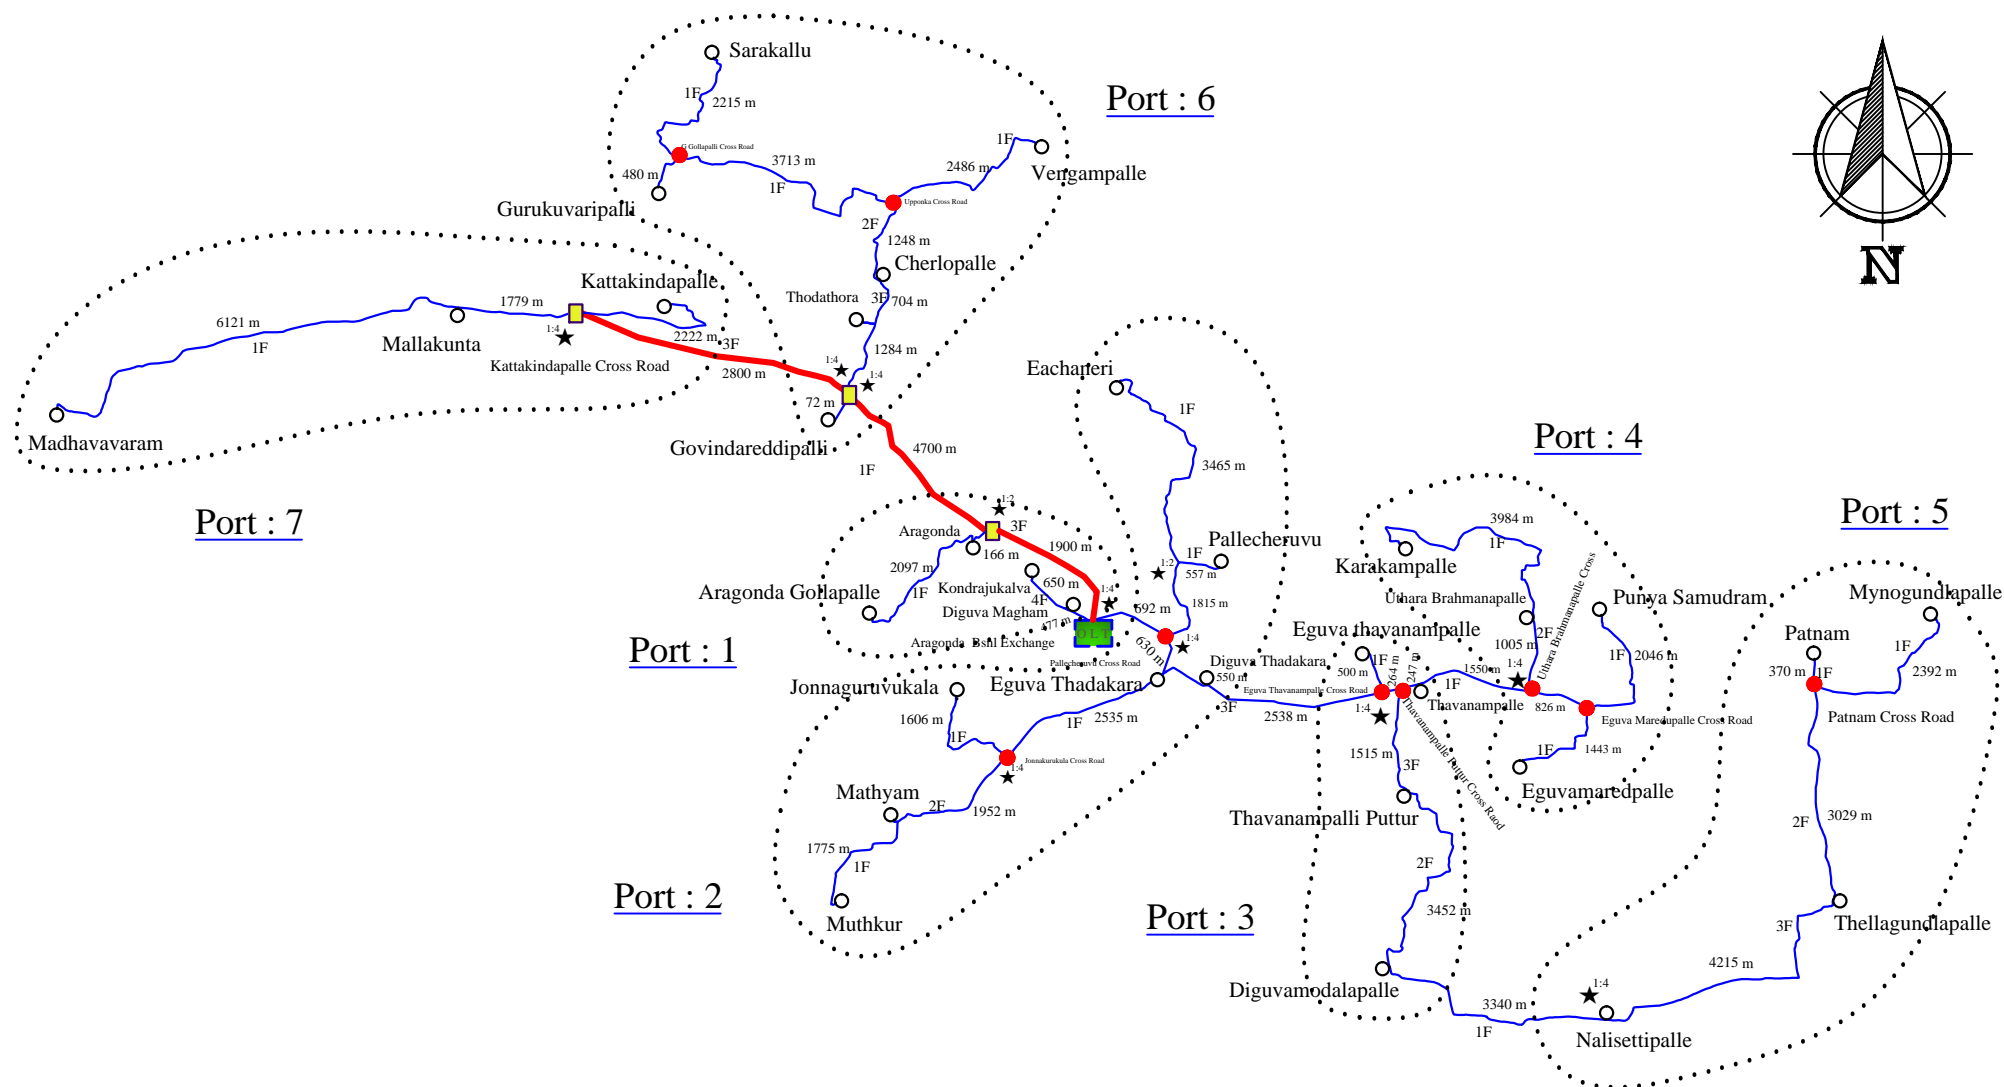 Sarakallu
Port : 6
1F
2215 m
1F
G Gollapalli Cross Road
3713 m
2486 m
Vengampalle
480 m
1F
Gurukuvaripalli
Upponka Cross Road
2F
1248 m
N
Cherlopalle
Kattakindapalle
Thodathora
3F
704 m
1779 m
6121 m
1F
1:4
2222 m
3F
1284 m
Mallakunta
Kattakindapalle Cross Road
2800 m
1:4
1:4
Eachaneri
72 m
1F
Madhavavaram
Govindareddipalli
4700 m
1F
Port : 4
3465 m
Port : 7
1:2
3F
Aragonda
1900 m
166 m
3984 m
1F
Port : 5
Pallecheruvu
1F
1:2
557 m
Karakampalle
2097 m
1F
Kondrajukalva
650 m
4F
Aragonda Gollapalle
Diguva Magham
477 m
1:4
692 m
1815 m
Uthara Brahmanapalle
Uthara Brahmanapalle Cross
Punya Samudram
Mynogundlapalle
OLT
Aragonda Bsnl Exchange
Pallecheruvu Cross Road
1:4
630 m
Eguva thavanampalle
2F
1005 m
1F
2046 m
Patnam
1F
Port : 1
Diguva Thadakara
1F
500 m
264 m
247 m
1550 m
1F
1:4
370 m
1F
2392 m
Jonnaguruvukala
Eguva Thadakara
550 m
Eguva Thavanampalle Cross Road
3F
2538 m
1:4
Thavanampalle
826 m
Eguva Maredupalle Cross Road
Patnam Cross Road
1606 m
1F
1F
2535 m
Thavanampalle Puttur Cross Raod
1515 m
3F
1F
1443 m
Jonnakurukula Cross Road
1:4
Eguvamaredpalle
Mathyam
2F
1952 m
Thavanampalli Puttur
2F
3029 m
1775 m
1F
2F
Port : 2
Muthkur
Port : 3
3452 m
3F
Thellagundlapalle
4215 m
Diguvamodalapalle
1:4
3340 m
1F
Nalisettipalle